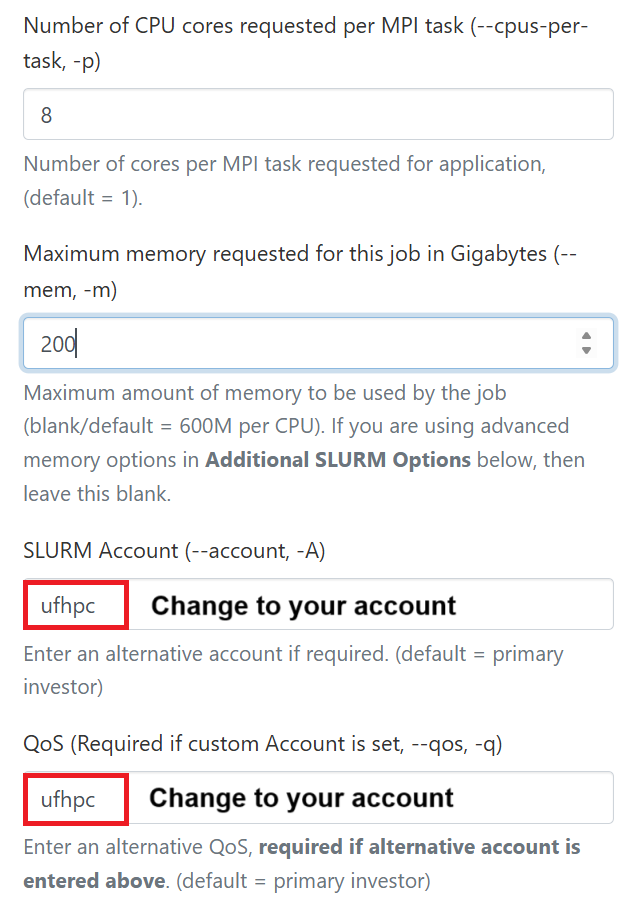 Number of CPU cores requested per MPI task (--cpus-per-
task, -p)
8
Number of cores per MPI task requested for application,
(default = 1).
Maximum memory requested for this job in Gigabytes (--
mem, -m)
200
Maximum amount of memory to be used by the job
(blank/default = 600M per CPU). If you are using advanced
memory options in Additional SLURM Options below, then
leave this blank.
SLURM Account (--account, -A)
ufhpc Change to your account
Enter an alternative account if required. (default = primary
investor)
QoS (Required if custom Account is set, --qos, -q)
ufhpc Change to your account
Enter an alternative QoS, required if alternative account is
entered above. (default = primary investor)